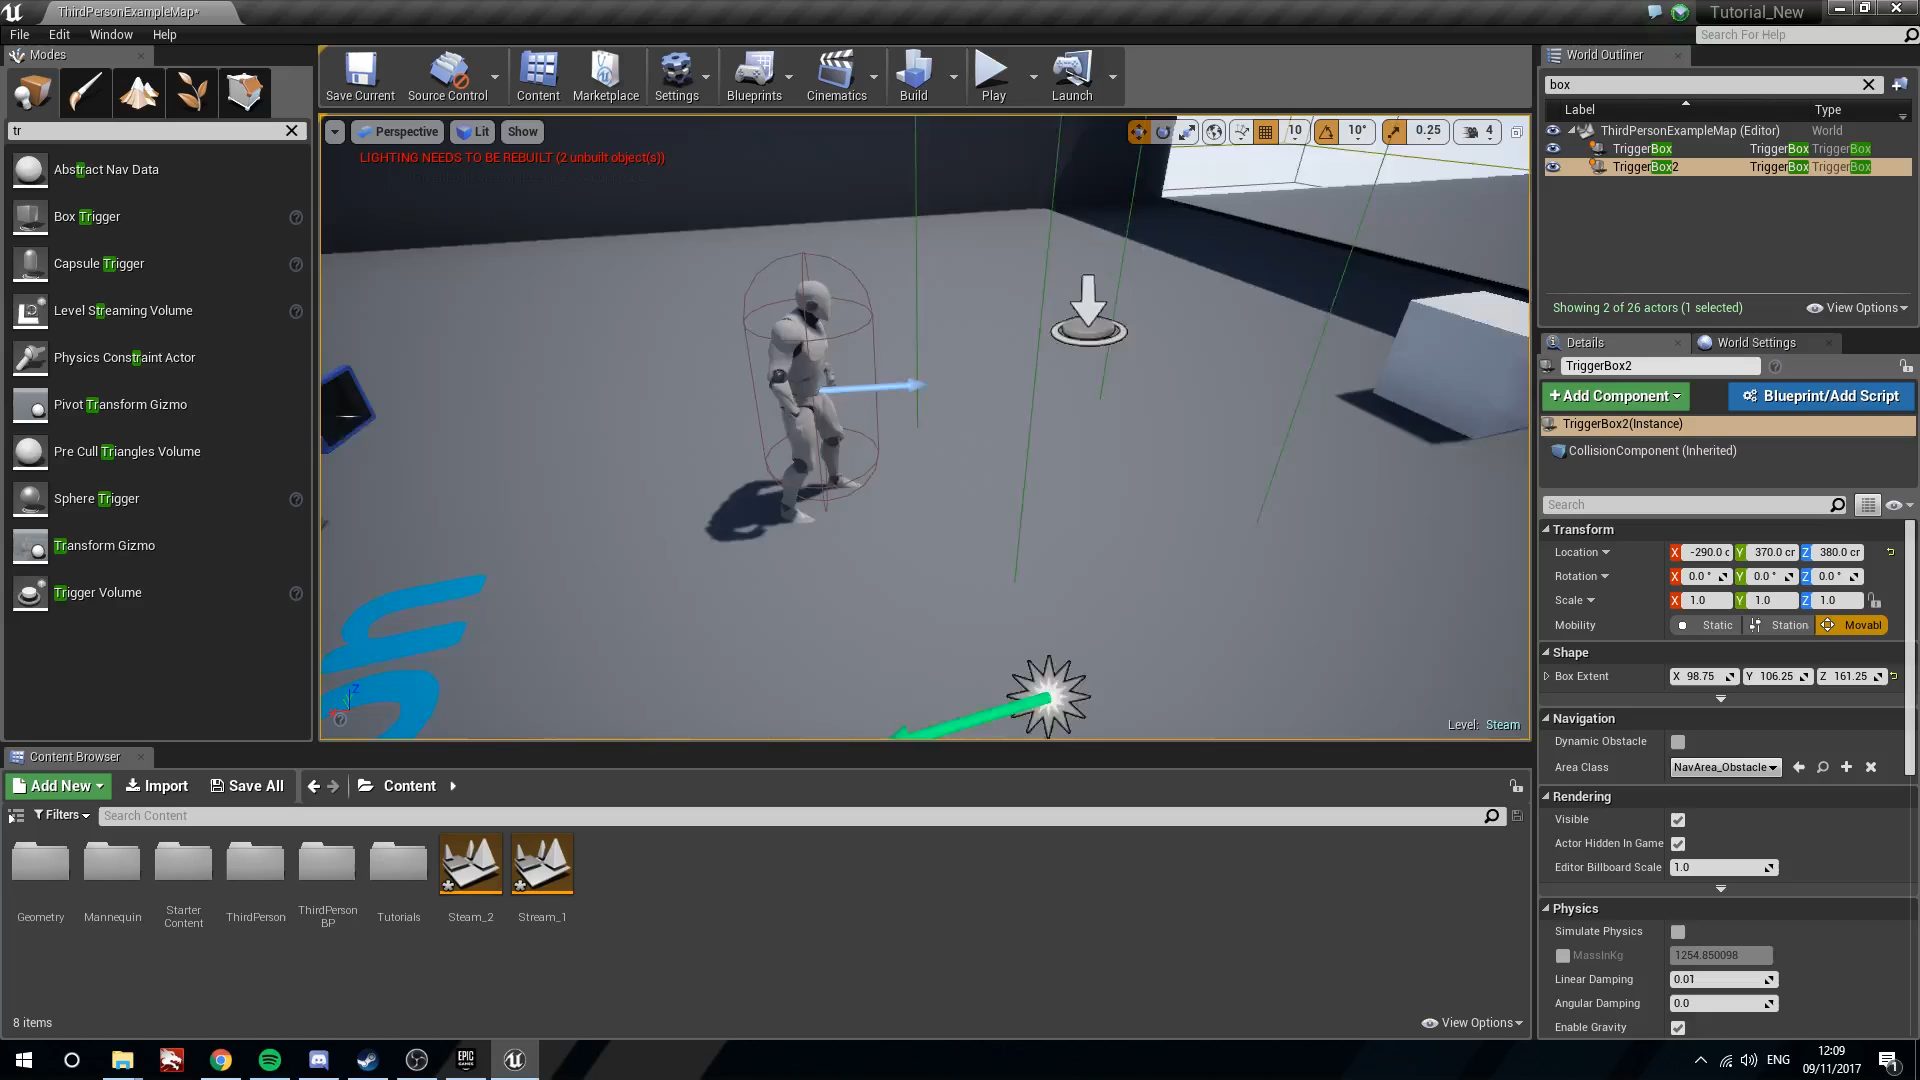 ThirdPersonExampleMap*
Tutorial_New
File Edit Window Help
Search For Help
Modes
tr
Abstract Nav Data
Box Trigger
Capsule Trigger
Level Streaming Volume
Physics Constraint Actor
Pivot Transform Gizmo
Pre Cull Triangles Volume
Sphere Trigger
Transform Gizmo
Trigger Volume
Save Current Source Control Content Marketplace Settings Blueprints Cinematics Build Play Launch
Perspective Lit Show
10 10° 0.25 4
LIGHTING NEEDS TO BE REBUILT (2 unbuilt object(s))
Z
Level: Steam
World Outliner
box
Label Type
ThirdPersonExampleMap (Editor) World
TriggerBox TriggerBox TriggerBox
TriggerBox2 TriggerBox TriggerBox
Showing 2 of 26 actors (1 selected) View Options
Details World Settings
TriggerBox2
+Add Component Blueprint/Add Script
TriggerBox2(Instance)
CollisionComponent (Inherited)
Search
Transform
Location X -290.0 c Y 370.0 cr Z 380.0 cr
Rotation X 0.0 ° Y 0.0 ° Z 0.0 °
Scale X 1.0 Y 1.0 Z 1.0
Mobility Static Station Movabl
Shape
Box Extent X 98.75 Y 106.25 Z 161.25
Navigation
Dynamic Obstacle
Area Class NavArea_Obstacle
Rendering
Visible
Actor Hidden In Game
Editor Billboard Scale 1.0
Physics
Simulate Physics
MassInKg 1254.850098
Linear Damping 0.01
Angular Damping 0.0
Enable Gravity
Content Browser
Add New Import Save All Content
Filters Search Content
Geometry Mannequin Starter Content ThirdPerson ThirdPerson BP Tutorials Steam_2 Stream_1
8 items View Options
EPIC GAMES
ENG
12:09
09/11/2017
1